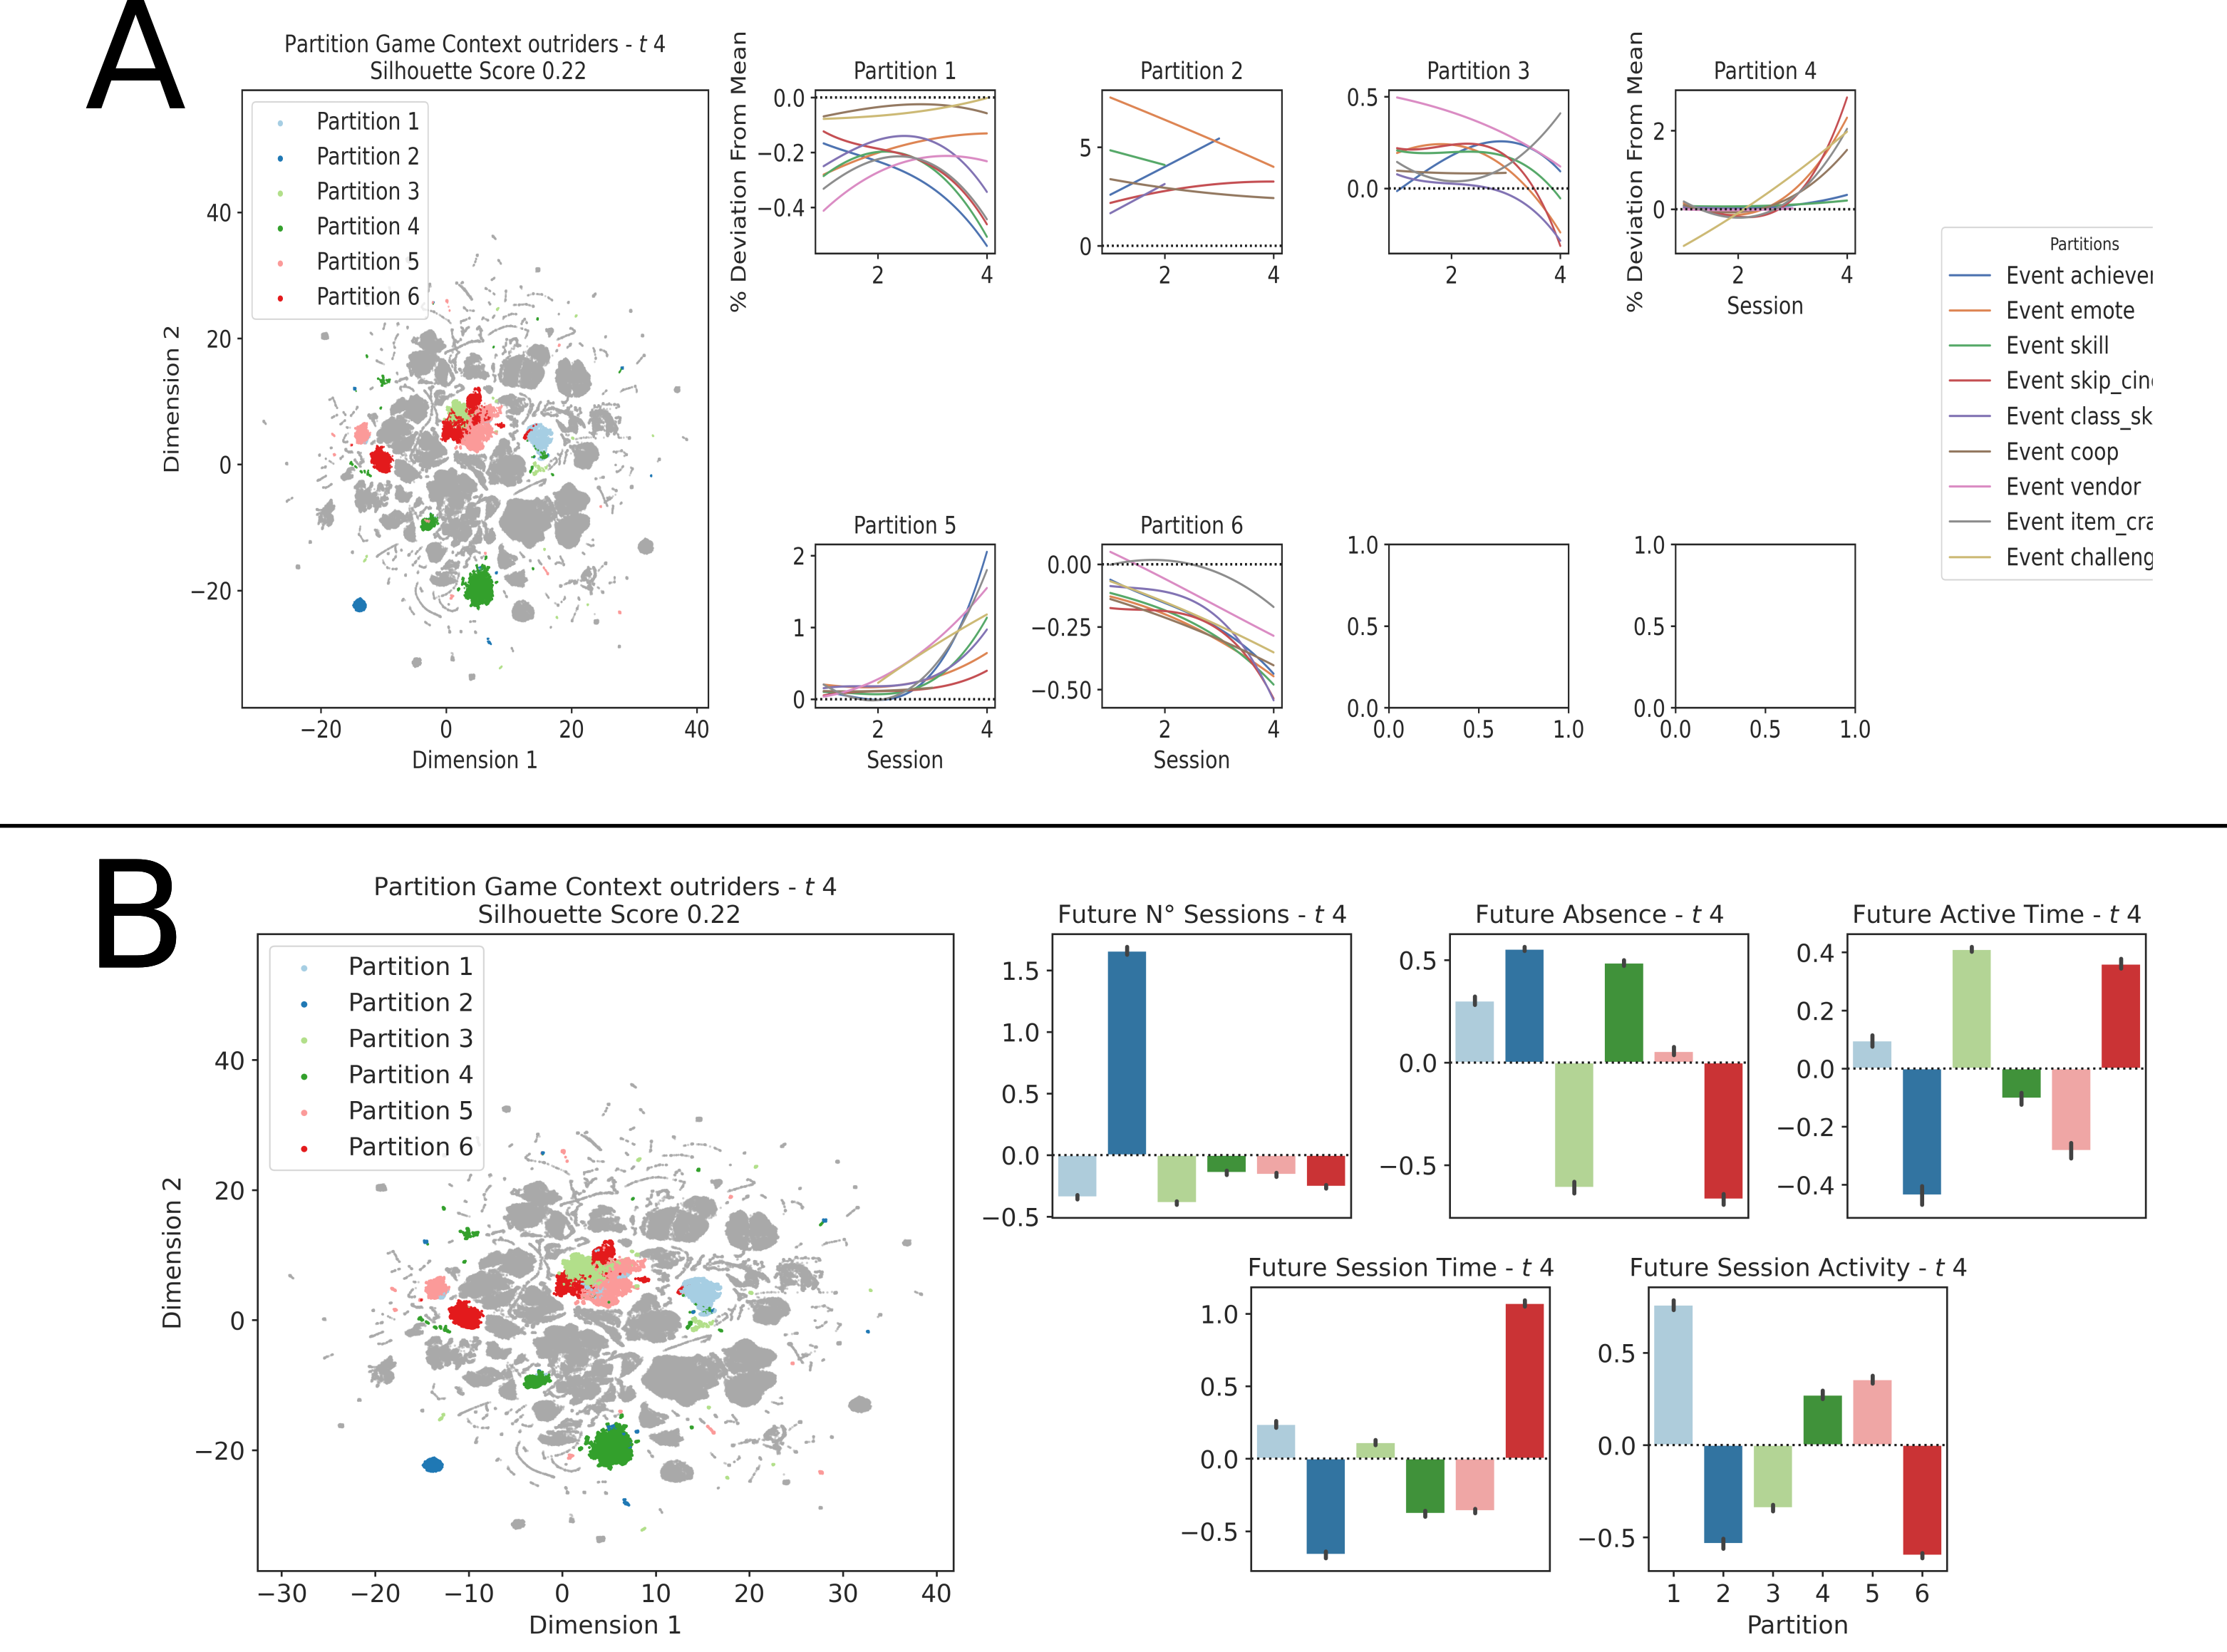 A
Partition Game Context outriders - t 4
Silhouette Score 0.22
Partition 1
Partition 2
Partition 3
Partition 4
Partition 5
Partition 6
40
20
0
−20
Dimension 2
−20 0 20 40
Dimension 1
% Deviation From Mean
Partition 1
0.0
−0.2
−0.4
2 4
Partition 2
5
0
2 4
Partition 3
0.5
0.0
2 4
% Deviation From Mean
Partition 4
2
0
2 4
Session
Partitions
Event achiever
Event emote
Event skill
Event skip_cin
Event class_sk
Event coop
Event vendor
Event item_cra
Event challeng
Partition 5
2
1
0
2 4
Session
Partition 6
0.00
−0.25
−0.50
2 4
Session
1.0
0.5
0.0
0.0 0.5 1.0
1.0
0.5
0.0
0.0 0.5 1.0
B
Partition Game Context outriders - t 4
Silhouette Score 0.22
Partition 1
Partition 2
Partition 3
Partition 4
Partition 5
Partition 6
40
20
0
−20
Dimension 2
−30 −20 −10 0 10 20 30 40
Dimension 1
Future N° Sessions - t 4
1.5
1.0
0.5
0.0
−0.5
Future Absence - t 4
0.5
0.0
−0.5
Future Active Time - t 4
0.4
0.2
0.0
−0.2
−0.4
Future Session Time - t 4
1.0
0.5
0.0
−0.5
Future Session Activity - t 4
0.5
0.0
−0.5
1 2 3 4 5 6
Partition